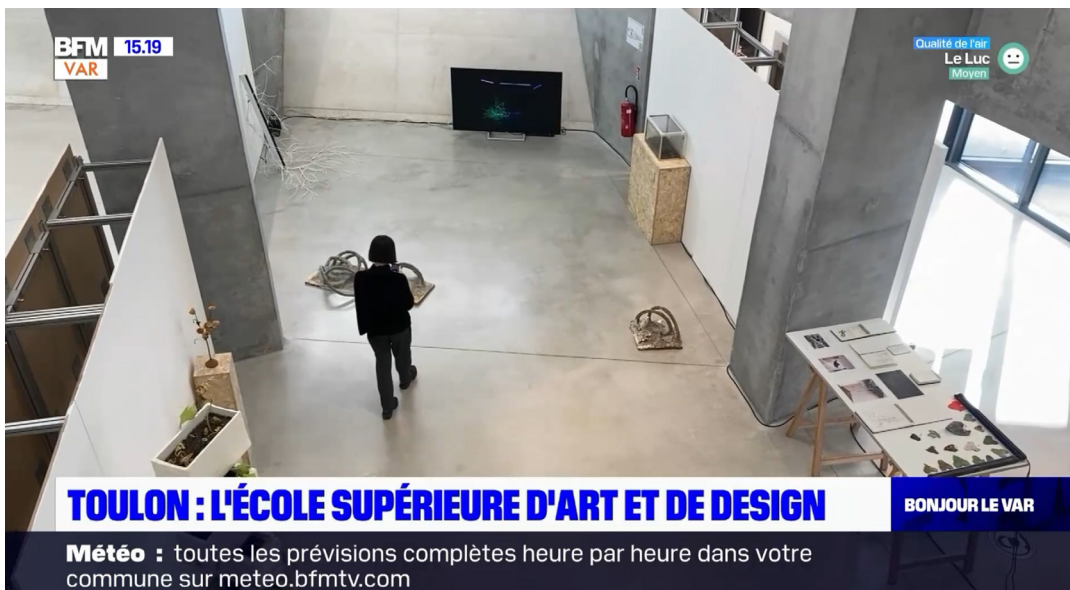 BFM 15.19
VAR
Qualité de l'air
Le Luc
Moyen
TOULON : L'ÉCOLE SUPÉRIEURE D'ART ET DE DESIGN
BONJOUR LE VAR
Météo : toutes les prévisions complètes heure par heure dans votre
commune sur meteo.bfmtv.com